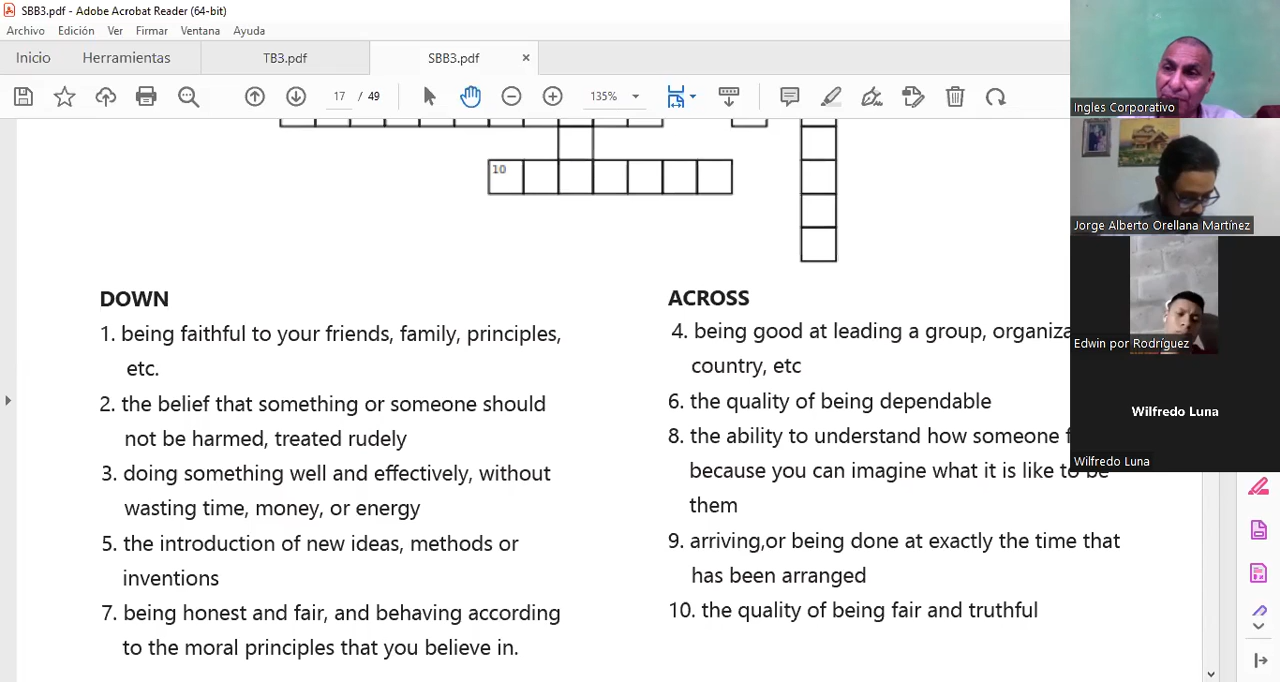 SBB3.pdf - Adobe Acrobat Reader (64-bit)
Archivo Edición Ver Firmar Ventana Ayuda
Inicio Herramientas TB3.pdf SBB3.pdf ×
17 / 49 135%
10
DOWN
1. being faithful to your friends, family, principles,
etc.
2. the belief that something or someone should
not be harmed, treated rudely
3. doing something well and effectively, without
wasting time, money, or energy
5. the introduction of new ideas, methods or
inventions
7. being honest and fair, and behaving according
to the moral principles that you believe in.
ACROSS
4. being good at leading a group,
country, etc
6. the quality of being dependable
8. the ability to understand how someone
because you can imagine what it is like to be
them
9. arriving,or being done at exactly the time that
has been arranged
10. the quality of being fair and truthful
Ingles Corporativo
Jorge Alberto Orellana Martínez
Edwin por Rodríguez
Wilfredo Luna
Wilfredo Luna